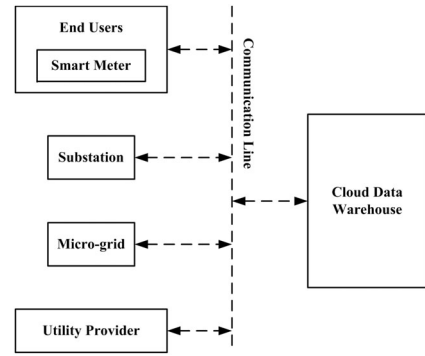 End Users
Smart Meter
Communication Line
Substation
Cloud Data
Warehouse
Micro-grid
Utility Provider